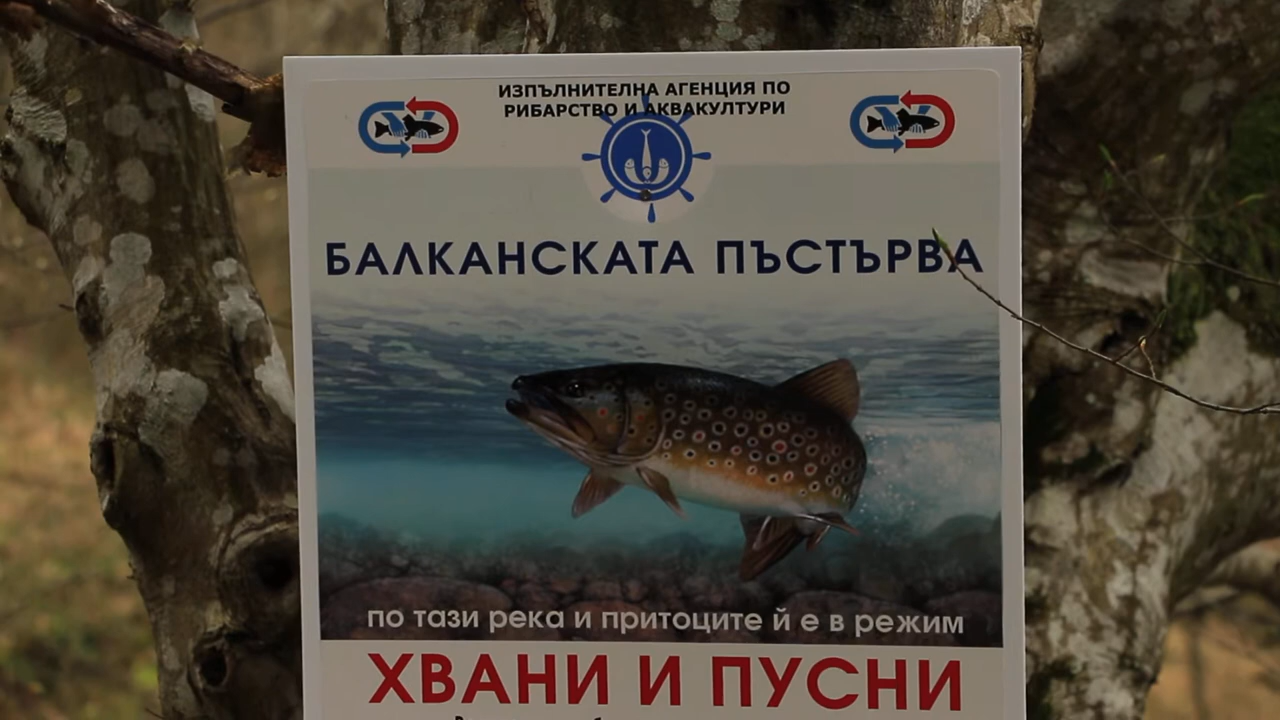 ИЗПЪЛНИТЕЛНА АГЕНЦИЯ ПО
РИБАРСТВО И АКВАКУЛТУРИ
БАЛКАНСКАТА ПЪСТЪРВА
по тази река и притоците й е в режим
ХВАНИ И ПУСНИ